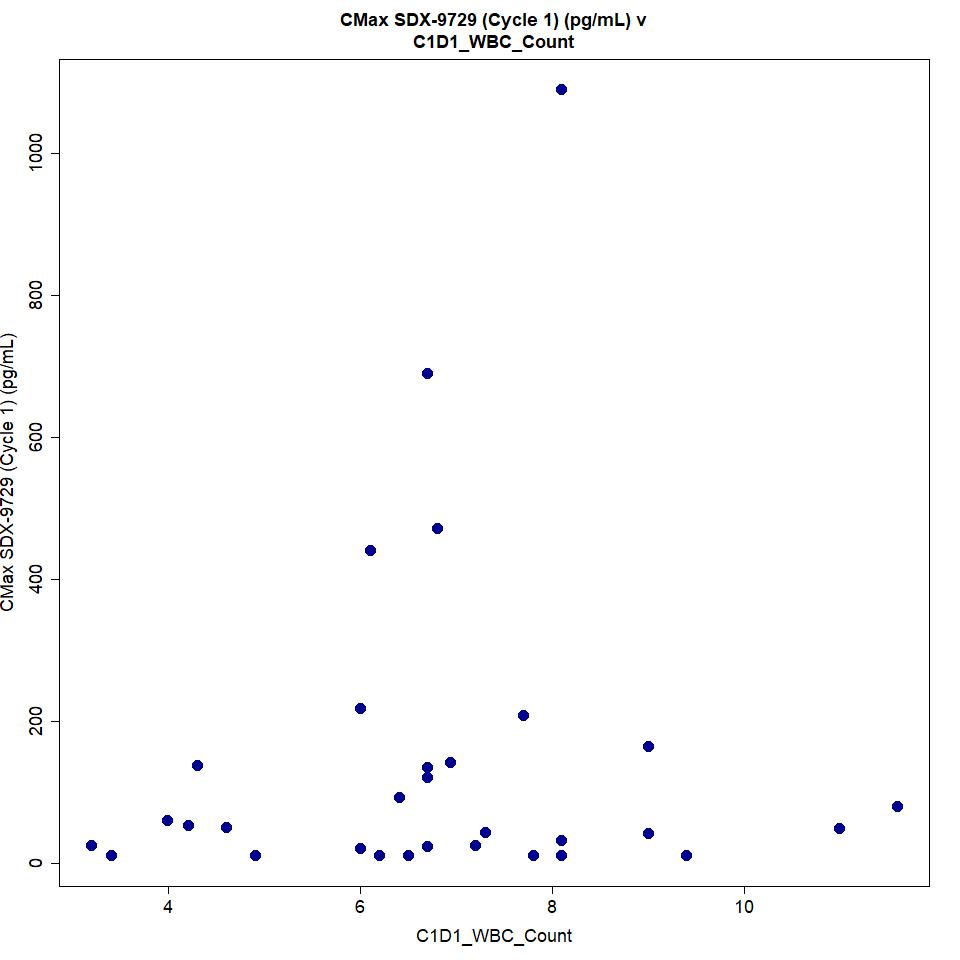 CMax SDX-9729 (Cycle 1) (pg/mL) v
C1D1_WBC_Count
CMax SDX-9729 (Cycle 1) (pg/mL)
1000
800
600
400
200
0
4 6 8 10
C1D1_WBC_Count